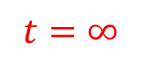 t = ∞